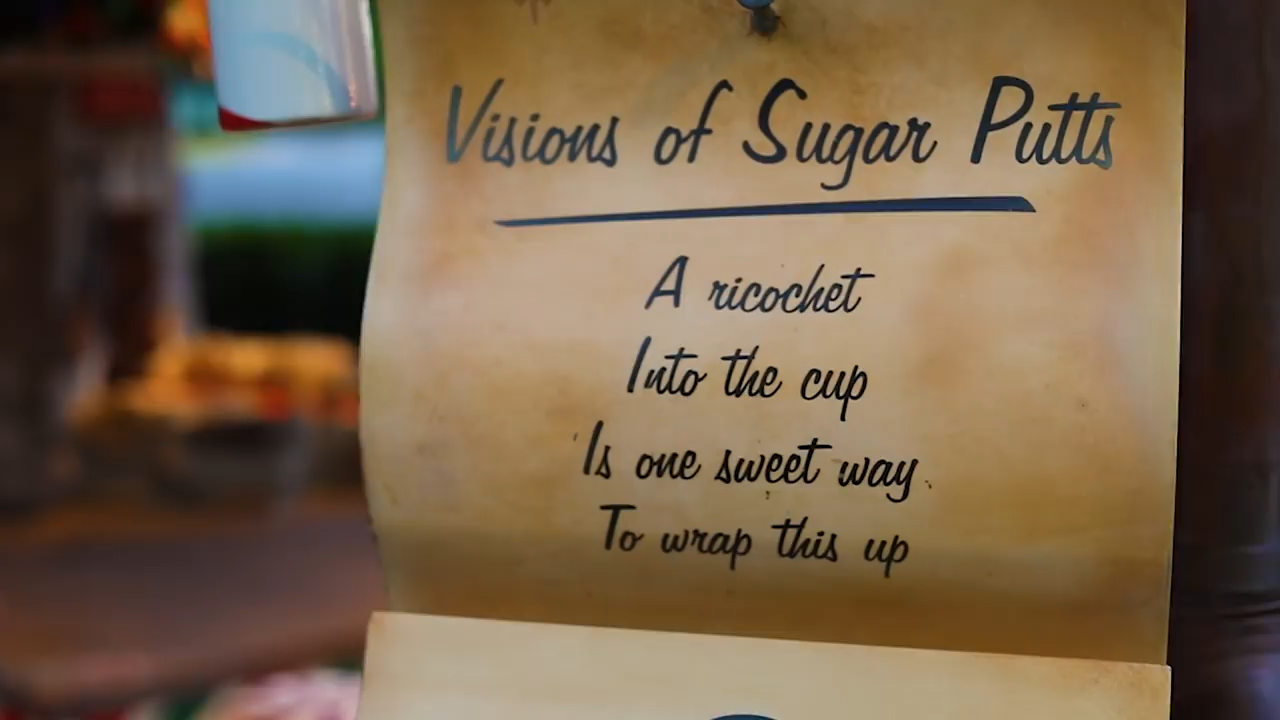 Visions of Sugar Putts
A ricochet
Into the cup
Is one sweet way
To wrap this up